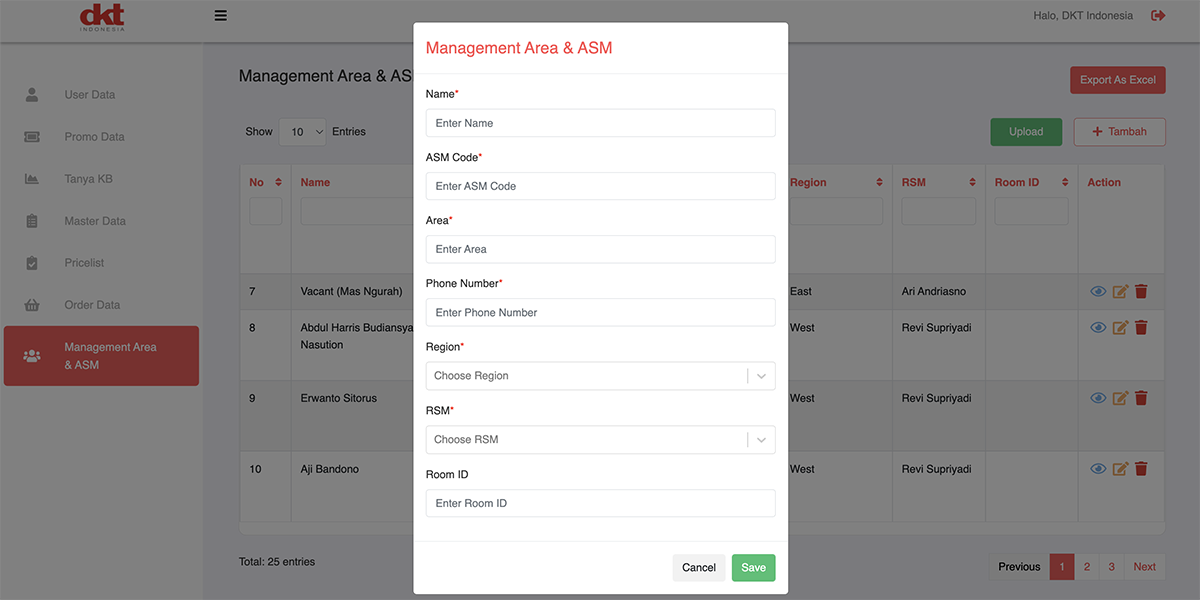 dkt
INDONESIA
Halo, DKT Indonesia
User Data
Promo Data
Tanya KB
Master Data
Pricelist
Order Data
Management Area
& ASM
Management Area & AS
Export As Excel
Show 10 Entries
Upload
+ Tambah
No Name Region RSM Room ID Action
7 Vacant (Mas Ngurah) East Ari Andriasno
8 Abdul Harris Budiansya West Revi Supriyadi
Nasution
9 Erwanto Sitorus West Revi Supriyadi
10 Aji Bandono West Revi Supriyadi
Total: 25 entries
Previous 1 2 3 Next
Management Area & ASM
Name*
Enter Name
ASM Code*
Enter ASM Code
Area*
Enter Area
Phone Number*
Enter Phone Number
Region*
Choose Region
RSM*
Choose RSM
Room ID
Enter Room ID
Cancel Save